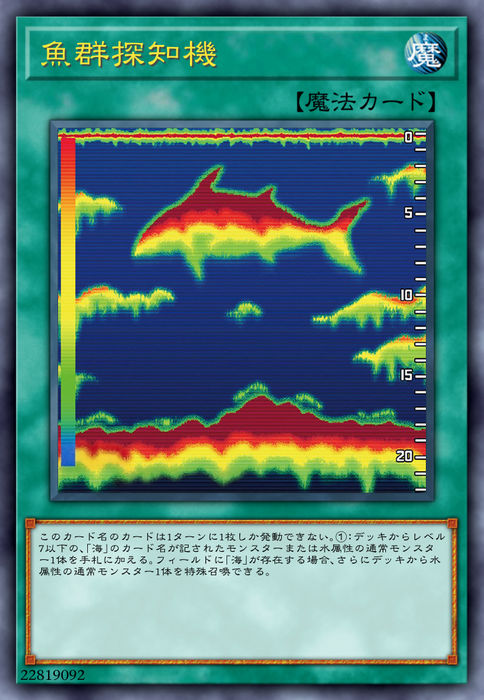 魚群探知機
魔
【魔法カード】
0
5
10
15
20
このカード名のカードは1ターンに1枚しか発動できない。①:デッキからレベル
7以下の、「海」のカード名が記されたモンスターまたは水属性の通常モンスタ
ー1体を手札に加える。フィールドに「海」が存在する場合、さらにデッキから水
属性の通常モンスター1体を特殊召喚できる。
22819092